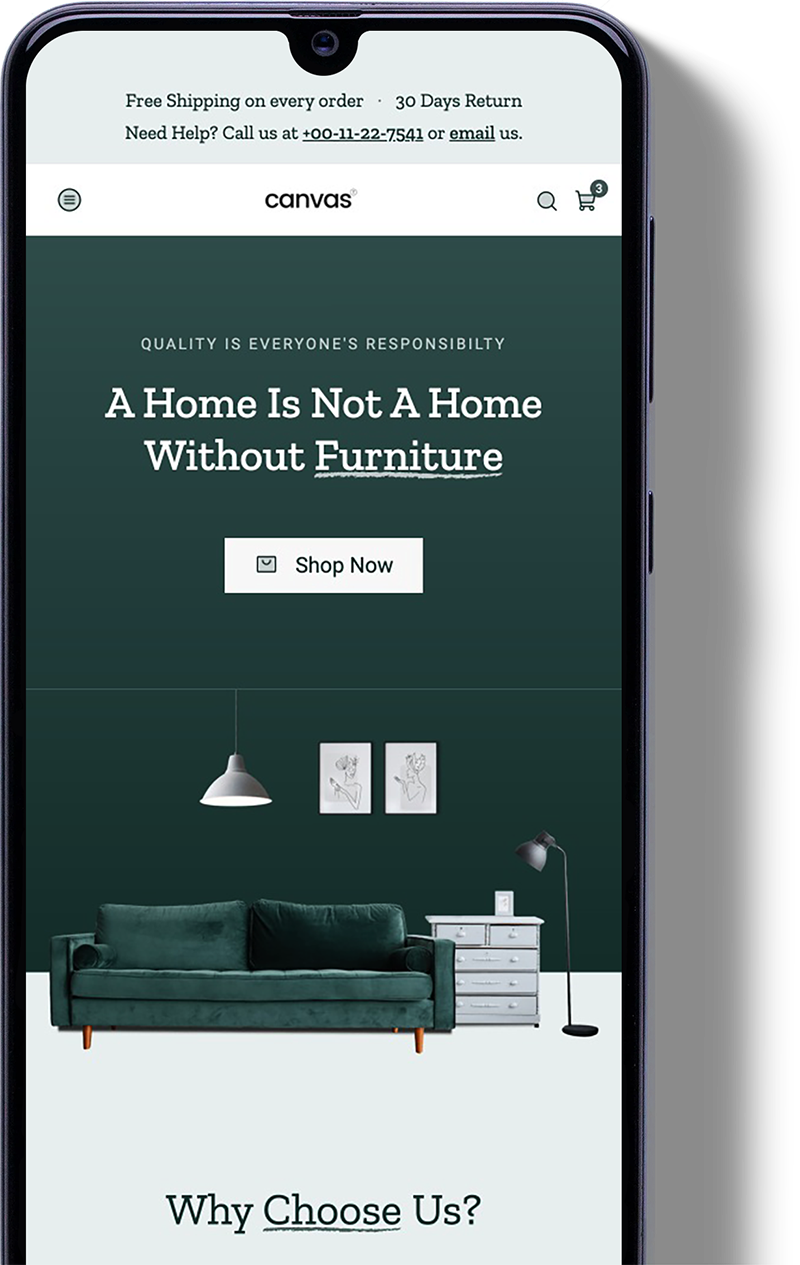 Free Shipping on every order · 30 Days Return
Need Help? Call us at +00-11-22-7541 or email us.
canvas®
3
QUALITY IS EVERYONE'S RESPONSIBILTY
A Home Is Not A Home
Without Furniture
Shop Now
Why Choose Us?